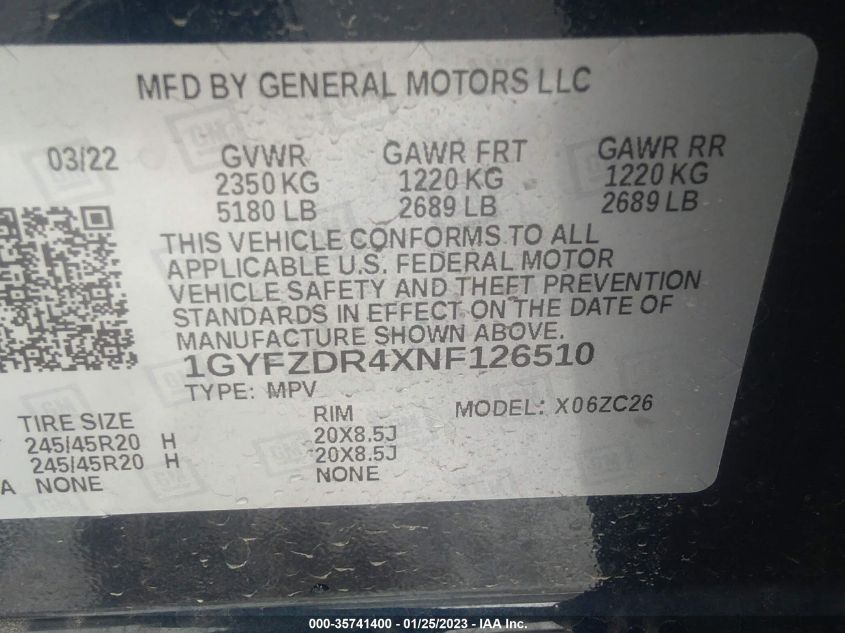 MFD BY GENERAL MOTORS LLC
03/22 GVWR GAWR FRT GAWR RR
2350 KG 1220 KG 1220 KG
5180 LB 2689 LB 2689 LB
THIS VEHICLE CONFORMS TO ALL
APPLICABLE U.S. FEDERAL MOTOR
VEHICLE SAFETY AND THEFT PREVENTION
STANDARDS IN EFFECT ON THE DATE OF
MANUFACTURE SHOWN ABOVE.
1GYFZDR4XNF126510
TYPE: MPV
MODEL: X06ZC26
TIRE SIZE RIM
245/45R20 H 20X8.5J
245/45R20 H 20X8.5J
A NONE NONE
000-35741400 - 01/25/2023 - IAA Inc.